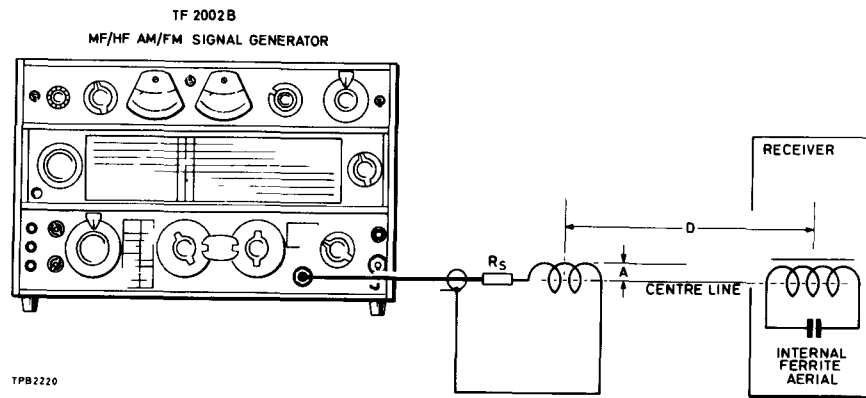 TF 2002B
MF/HF AM/FM SIGNAL GENERATOR
RECEIVER
D
RS
A
CENTRE LINE
INTERNAL
FERRITE
AERIAL
TPB2220